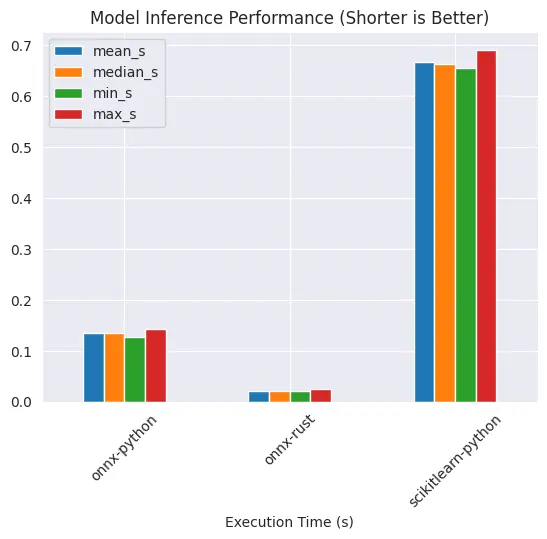 Model Inference Performance (Shorter is Better)
mean_s
median_s
min_s
max_s
0.7
0.6
0.5
0.4
0.3
0.2
0.1
0.0
onnx-python
onnx-rust
scikitlearn-python
Execution Time (s)